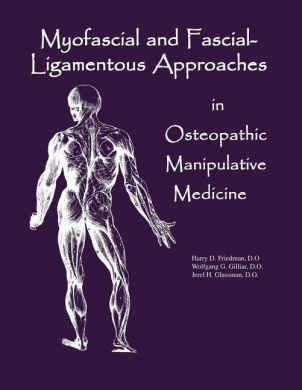 Myofascial and Fascial-
Ligamentous Approaches
in
Osteopathic
Manipulative
Medicine
Harry D. Friedman, D.O
Wolfgang G. Gilliar, D.O.
Jerel H. Glassman, D.O.